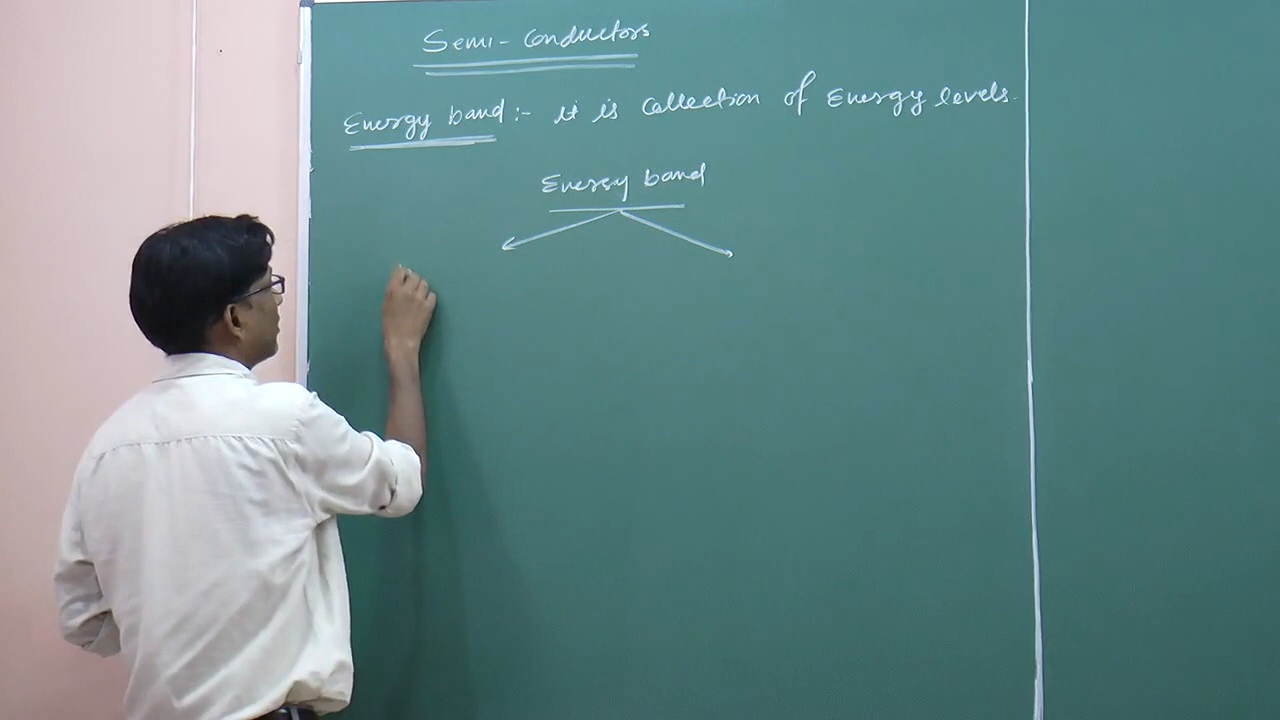 Semi-Conductors
Energy band:- it is Collection of Energy levels.
Energy band